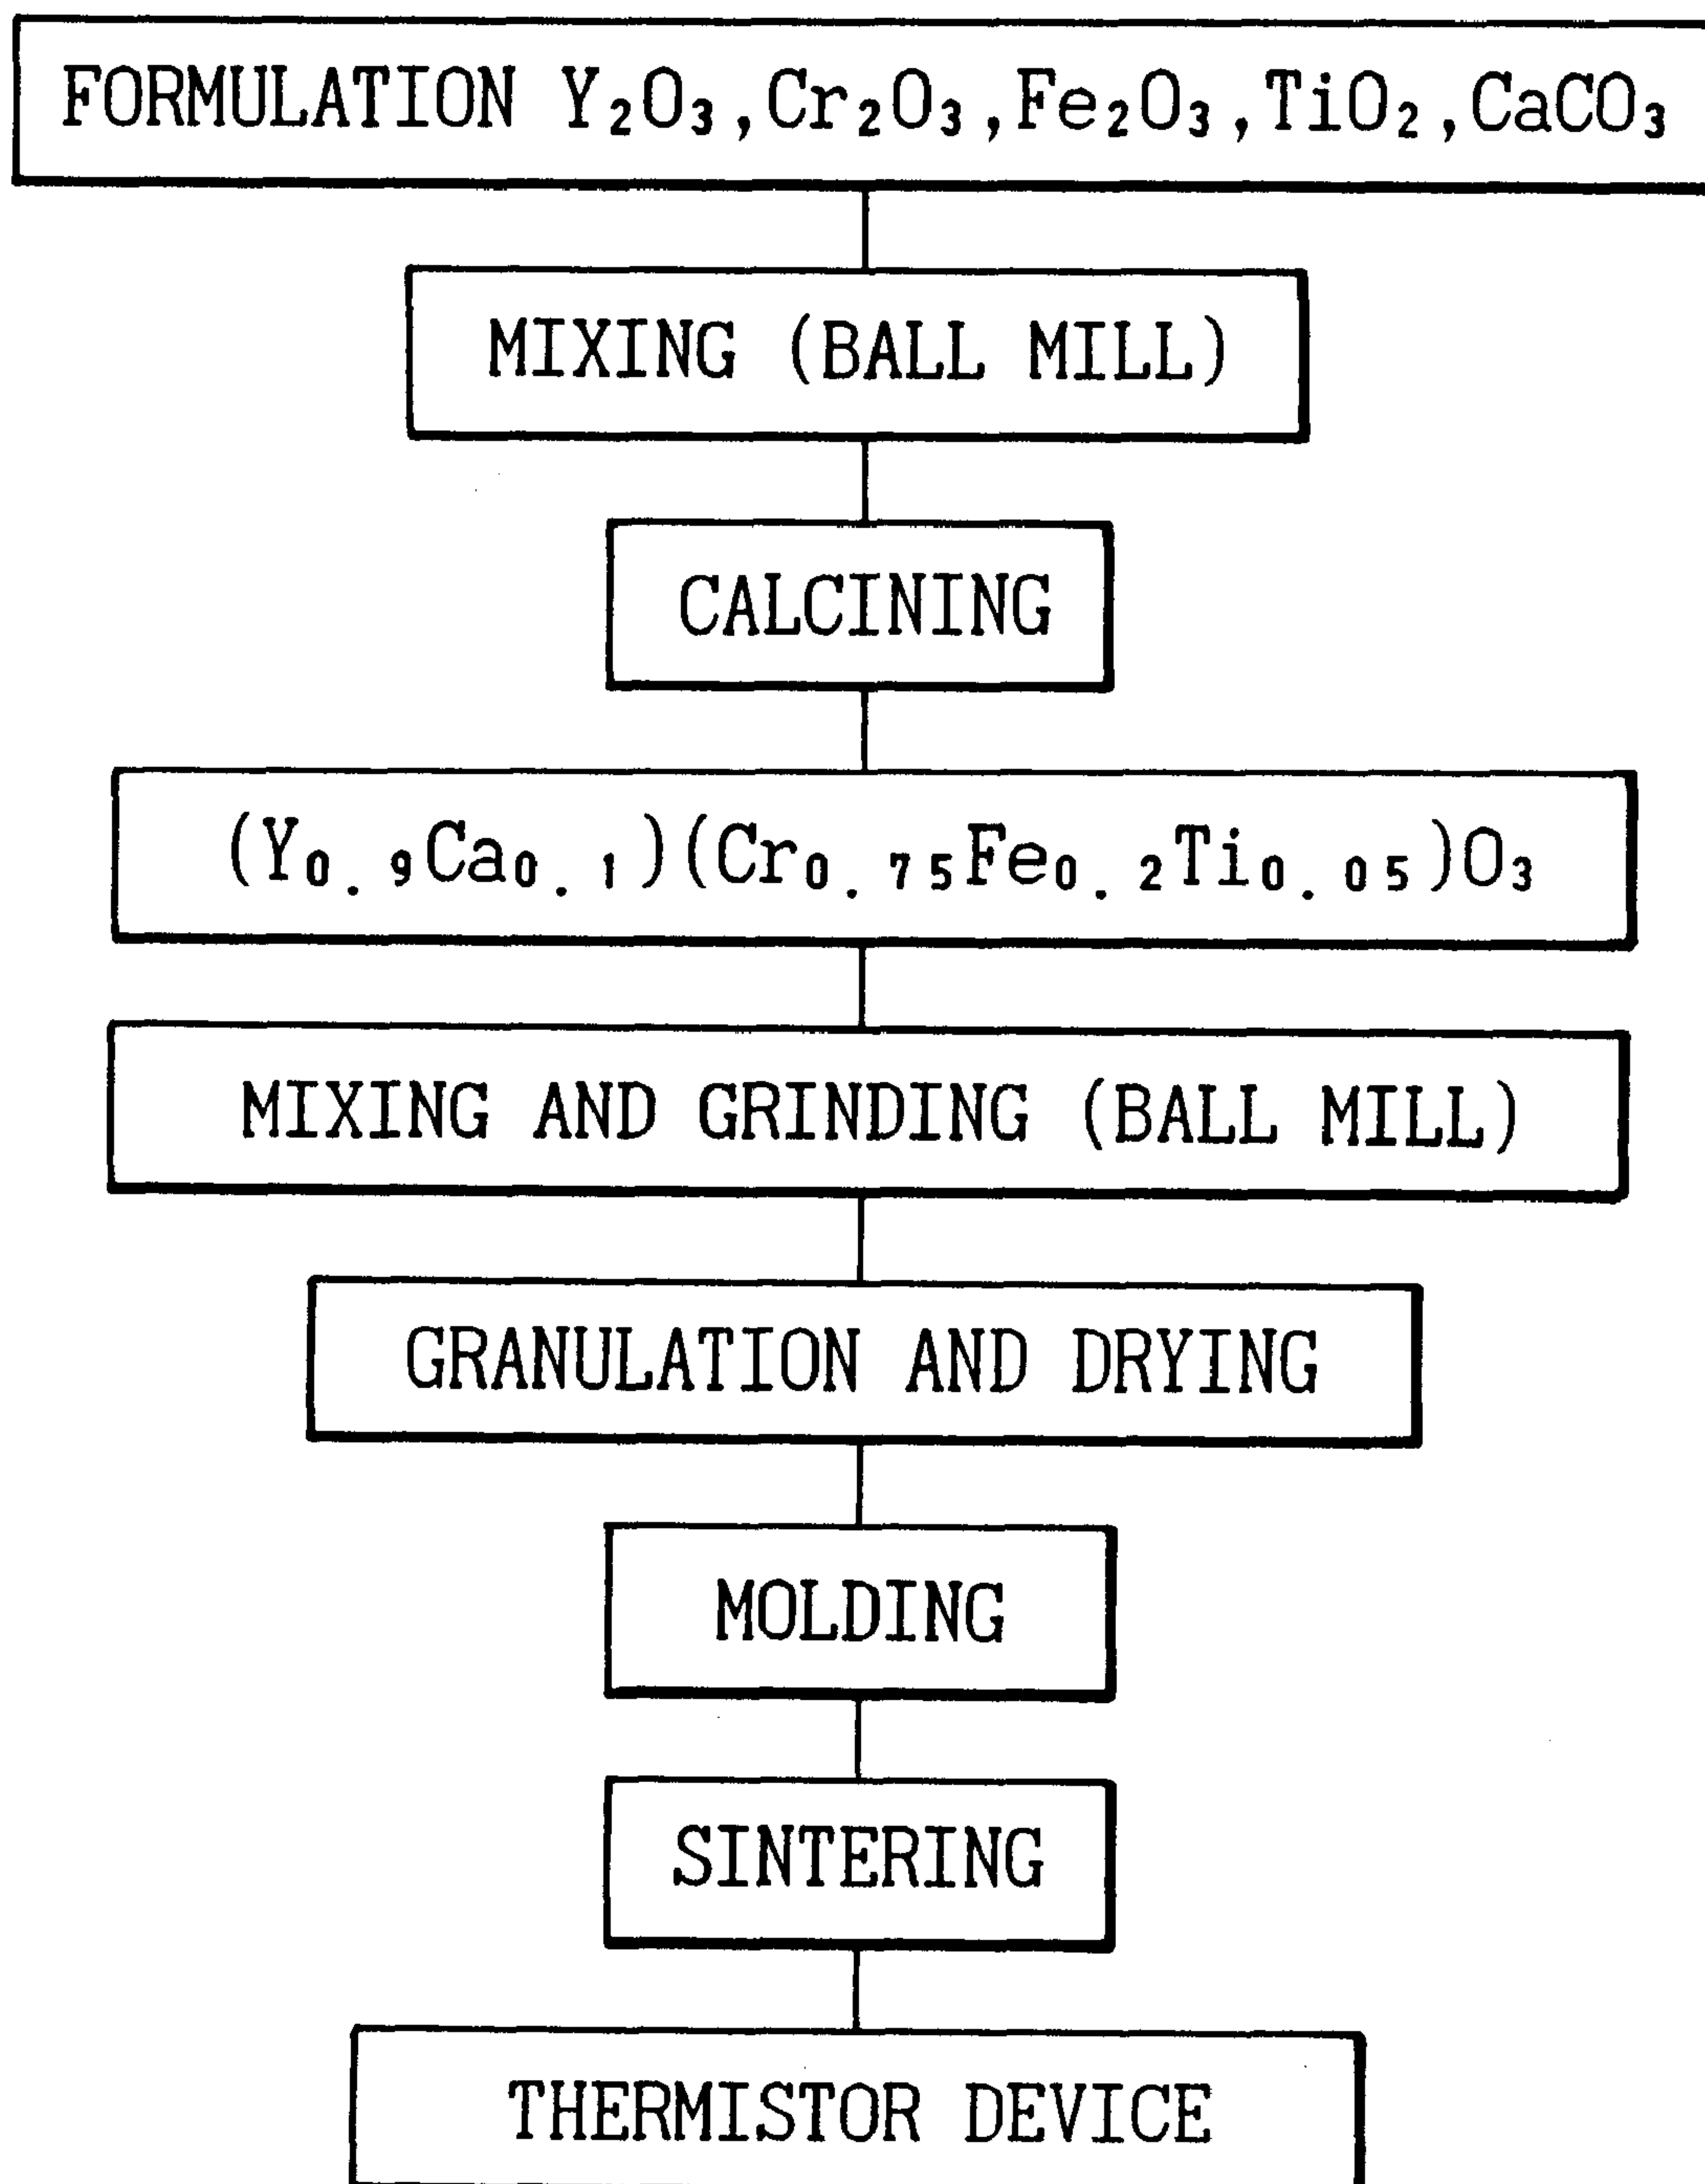 FORMULATION Y₂O₃,Cr₂O₃,Fe₂O₃,TiO₂,CaCO₃
MIXING (BALL MILL)
CALCINING
(Y₀.₉Ca₀.₁)(Cr₀.₇₅Fe₀.₂Ti₀.₀₅)O₃
MIXING AND GRINDING (BALL MILL)
GRANULATION AND DRYING
MOLDING
SINTERING
THERMISTOR DEVICE